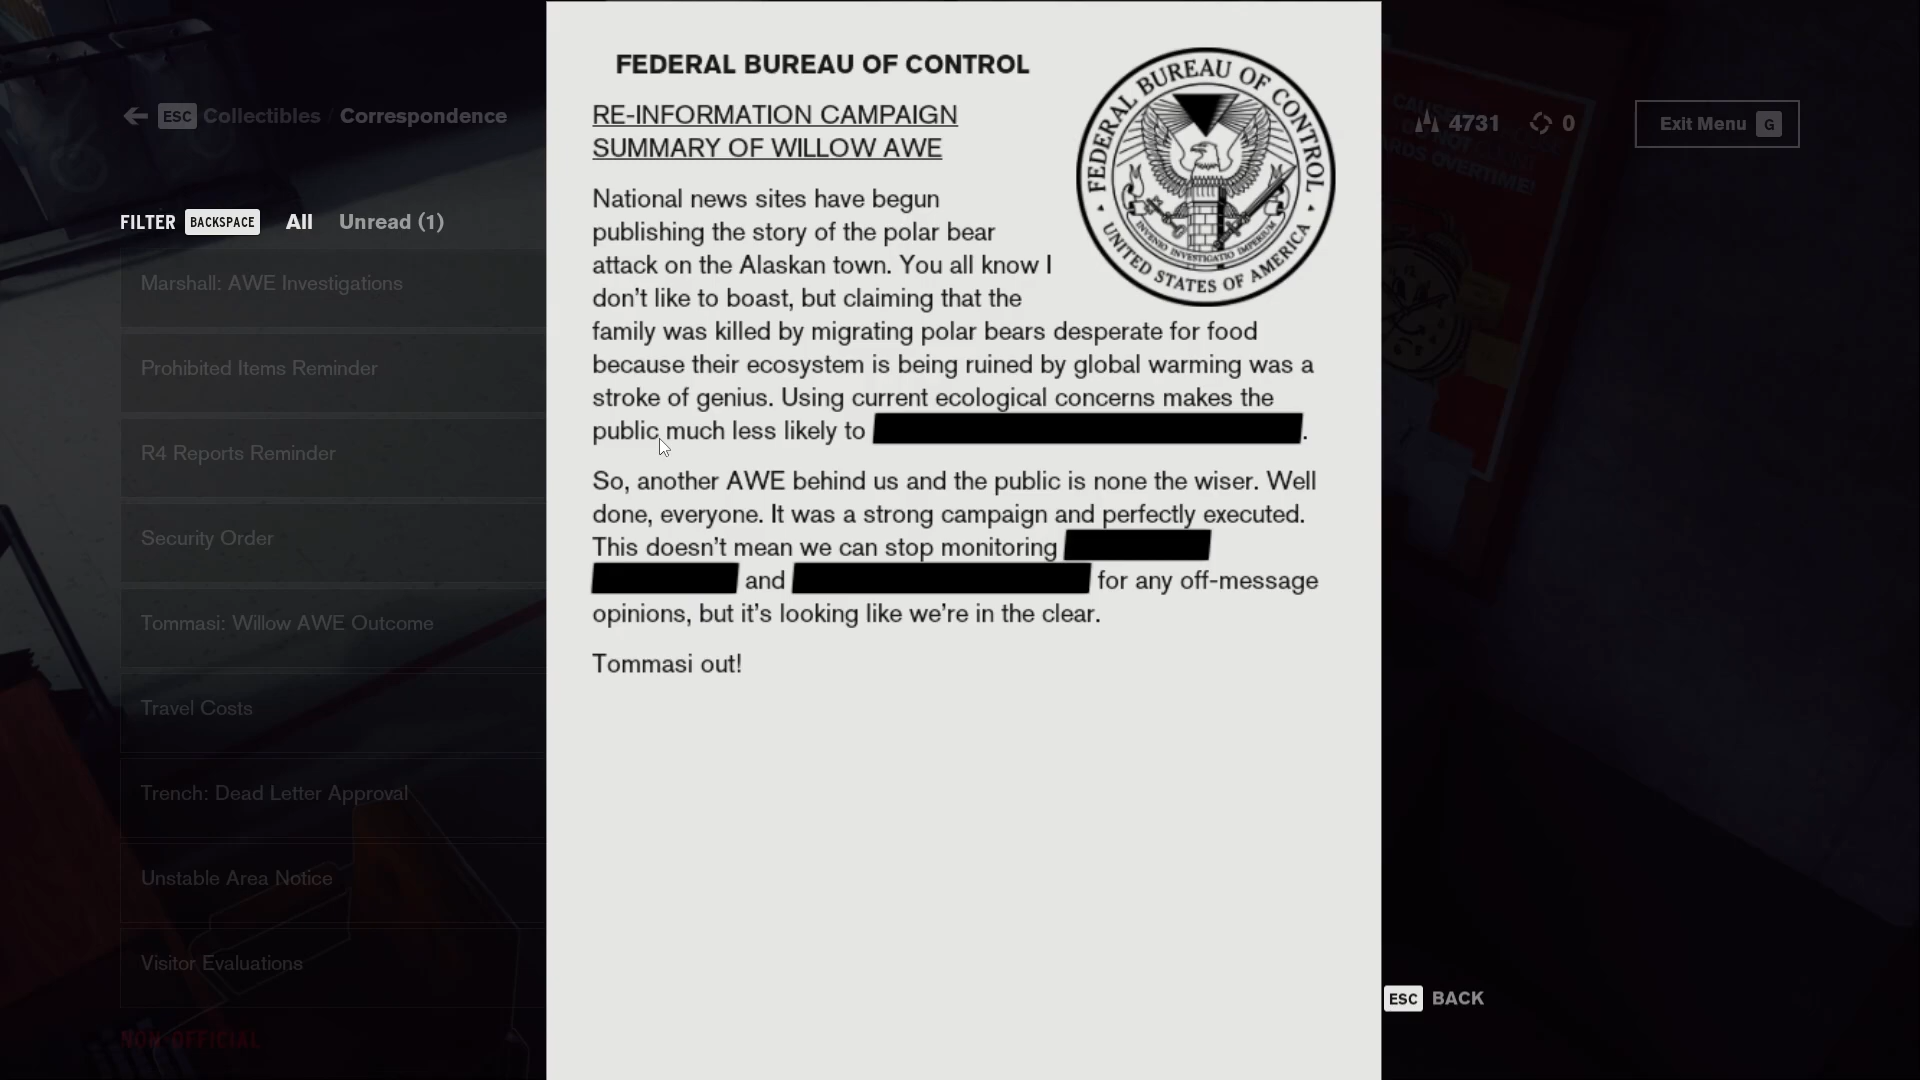 FEDERAL BUREAU OF CONTROL
RE-INFORMATION CAMPAIGN
SUMMARY OF WILLOW AWE
National news sites have begun
publishing the story of the polar bear
attack on the Alaskan town. You all know I
don’t like to boast, but claiming that the
family was killed by migrating polar bears desperate for food
because their ecosystem is being ruined by global warming was a
stroke of genius. Using current ecological concerns makes the
public much less likely to .
So, another AWE behind us and the public is none the wiser. Well
done, everyone. It was a strong campaign and perfectly executed.
This doesn’t mean we can stop monitoring
and for any off-message
opinions, but it’s looking like we’re in the clear.
Tommasi out!
FEDERAL BUREAU OF CONTROL
UNITED STATES OF AMERICA
INVENIO INVESTIGATIO IMPERIUM
ESC Collectibles / Correspondence
4731 0
Exit Menu G
FILTER BACKSPACE All Unread (1)
Marshall: AWE Investigations
Prohibited Items Reminder
R4 Reports Reminder
Security Order
Tommasi: Willow AWE Outcome
Travel Costs
Trench: Dead Letter Approval
Unstable Area Notice
Visitor Evaluations
NON OFFICIAL
OVERTIME!
ESC BACK